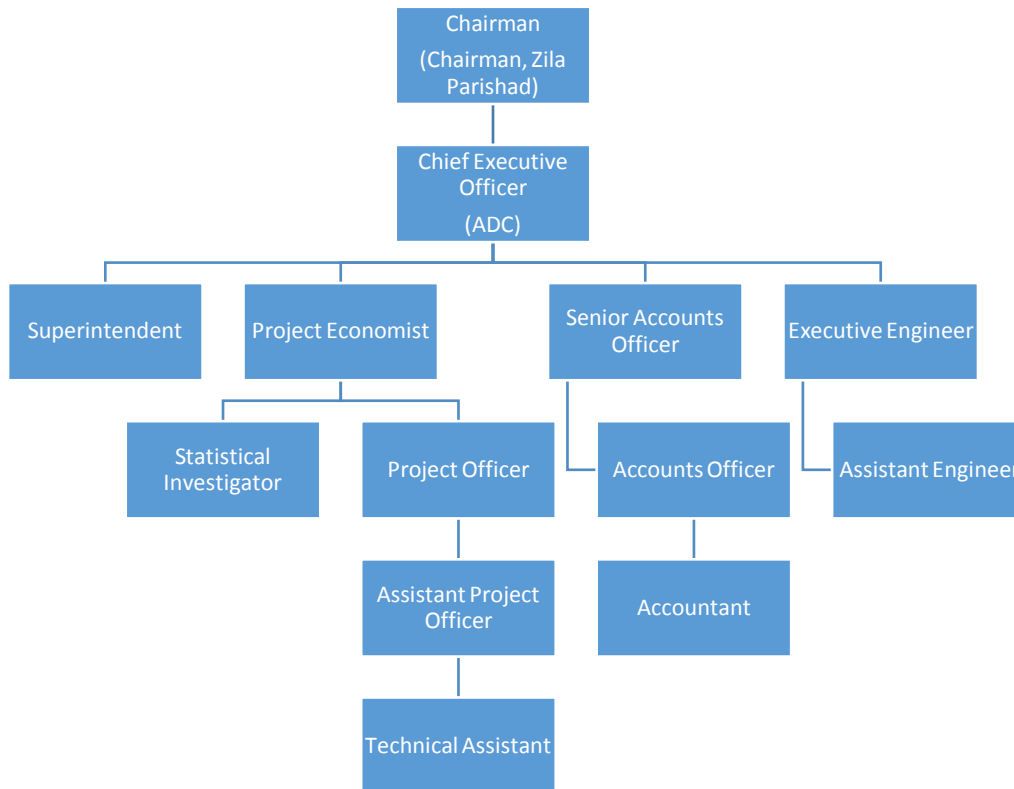 Chairman
(Chairman, Zila
Parishad)
Chief Executive
Officer
(ADC)
Superintendent
Project Economist
Senior Accounts
Officer
Executive Engineer
Statistical
Investigator
Project Officer
Accounts Officer
Assistant Engineer
Assistant Project
Officer
Accountant
Technical Assistant